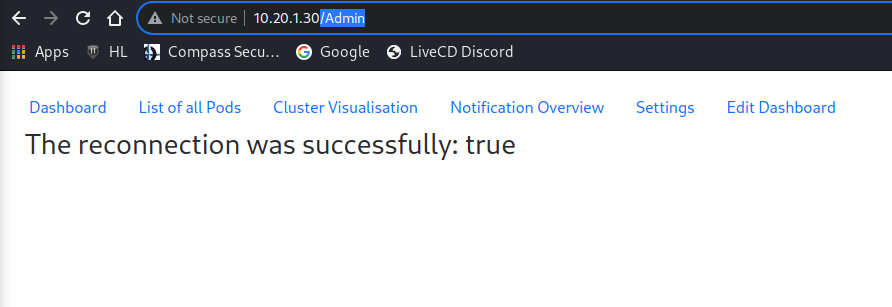 Not secure 10.20.1.30/Admin
Apps HL Compass Secu... Google LiveCD Discord
Dashboard List of all Pods Cluster Visualisation Notification Overview Settings Edit Dashboard
The reconnection was successfully: true